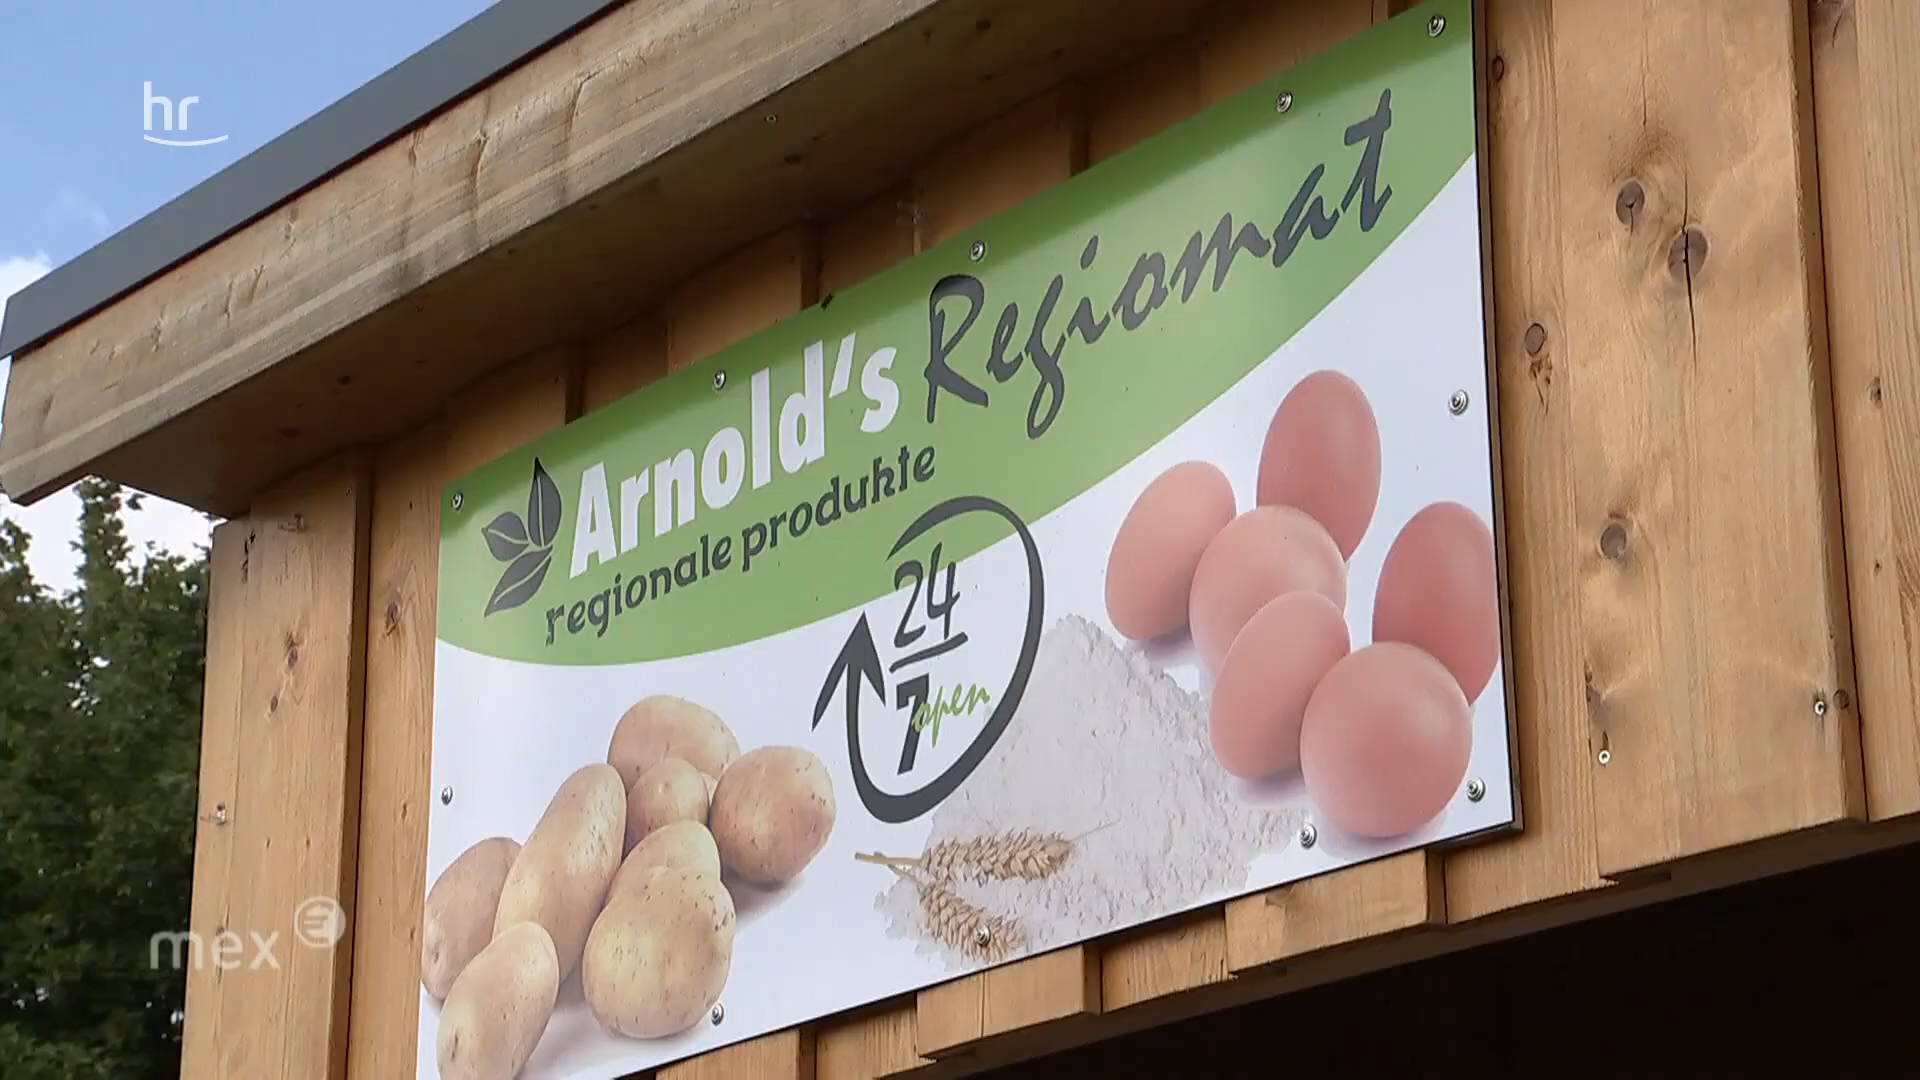 hr
Arnold's Regiomat
regionale produkte
24
7 open
mex